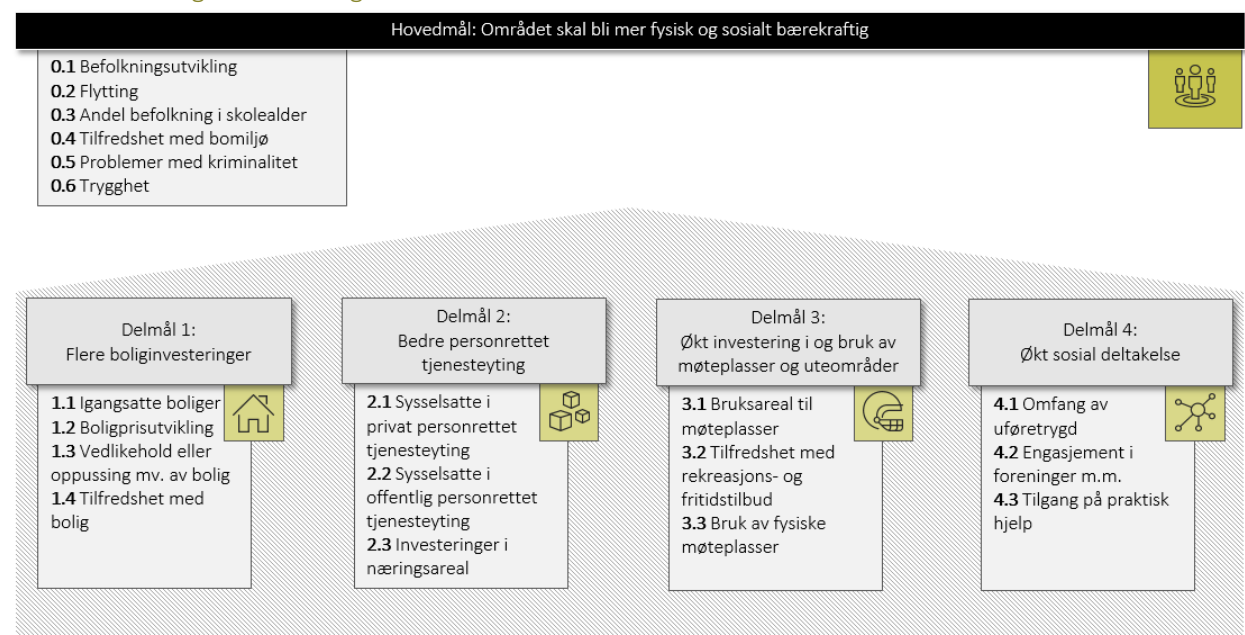 Hovedmål: Området skal bli mer fysisk og sosialt bærekraftig
0.1 Befolkningsutvikling
0.2 Flytting
0.3 Andel befolkning i skolealder
0.4 Tilfredshet med bomiljø
0.5 Problemer med kriminalitet
0.6 Trygghet
Delmål 1:
Flere boliginvesteringer
1.1 Igangsatte boliger
1.2 Boligprisutvikling
1.3 Vedlikehold eller
oppussing mv. av bolig
1.4 Tilfredshet med
bolig
Delmål 2:
Bedre personrettet
tjenesteyting
2.1 Sysselsatte i
privat personrettet
tjenesteyting
2.2 Sysselsatte i
offentlig personrettet
tjenesteyting
2.3 Investeringer i
næringsareal
Delmål 3:
Økt investering i og bruk av
møteplasser og uteområder
3.1 Bruksareal til
møteplasser
3.2 Tilfredshet med
rekreasjons- og
fritidstilbud
3.3 Bruk av fysiske
møteplasser
Delmål 4:
Økt sosial deltakelse
4.1 Omfang av
uføretrygd
4.2 Engasjement i
foreninger m.m.
4.3 Tilgang på praktisk
hjelp